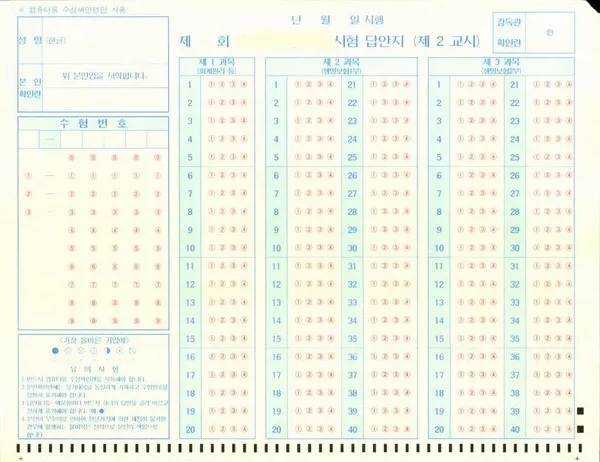 ※ 컴퓨터용 수성싸인펜만 사용
성 명 (한글)
본 인
확인란
위 본인임을 서약합니다.
년 월 일 시행
제 회 시험 답안지 (제 2 교시)
감독관
확인란
㊞
수 험 번 호
—
⓪ ⓪ ⓪ ⓪ ⓪
① — ① ① ① ① ①
② — ② ② ② ② ②
③ — ③ ③ ③ ③ ③
④ ④ ④ ④ ④
⑤ ⑤ ⑤ ⑤ ⑤
⑥ ⑥ ⑥ ⑥ ⑥
⑦ ⑦ ⑦ ⑦ ⑦
⑧ ⑧ ⑧ ⑧ ⑧
⑨ ⑨ ⑨ ⑨ ⑨
<가장 올바른 기입예>
유 의 사 항
제 1 과목 제 2 과목 제 3 과목
(회계원리 등) (생명보험1부) (생명보험2부)
1 ① ② ③ ④ 1 ① ② ③ ④ 21 ① ② ③ ④ 1 ① ② ③ ④ 21 ① ② ③ ④
2 ① ② ③ ④ 2 ① ② ③ ④ 22 ① ② ③ ④ 2 ① ② ③ ④ 22 ① ② ③ ④
3 ① ② ③ ④ 3 ① ② ③ ④ 23 ① ② ③ ④ 3 ① ② ③ ④ 23 ① ② ③ ④
4 ① ② ③ ④ 4 ① ② ③ ④ 24 ① ② ③ ④ 4 ① ② ③ ④ 24 ① ② ③ ④
5 ① ② ③ ④ 5 ① ② ③ ④ 25 ① ② ③ ④ 5 ① ② ③ ④ 25 ① ② ③ ④
6 ① ② ③ ④ 6 ① ② ③ ④ 26 ① ② ③ ④ 6 ① ② ③ ④ 26 ① ② ③ ④
7 ① ② ③ ④ 7 ① ② ③ ④ 27 ① ② ③ ④ 7 ① ② ③ ④ 27 ① ② ③ ④
8 ① ② ③ ④ 8 ① ② ③ ④ 28 ① ② ③ ④ 8 ① ② ③ ④ 28 ① ② ③ ④
9 ① ② ③ ④ 9 ① ② ③ ④ 29 ① ② ③ ④ 9 ① ② ③ ④ 29 ① ② ③ ④
10 ① ② ③ ④ 10 ① ② ③ ④ 30 ① ② ③ ④ 10 ① ② ③ ④ 30 ① ② ③ ④
11 ① ② ③ ④ 11 ① ② ③ ④ 31 ① ② ③ ④ 11 ① ② ③ ④ 31 ① ② ③ ④
12 ① ② ③ ④ 12 ① ② ③ ④ 32 ① ② ③ ④ 12 ① ② ③ ④ 32 ① ② ③ ④
13 ① ② ③ ④ 13 ① ② ③ ④ 33 ① ② ③ ④ 13 ① ② ③ ④ 33 ① ② ③ ④
14 ① ② ③ ④ 14 ① ② ③ ④ 34 ① ② ③ ④ 14 ① ② ③ ④ 34 ① ② ③ ④
15 ① ② ③ ④ 15 ① ② ③ ④ 35 ① ② ③ ④ 15 ① ② ③ ④ 35 ① ② ③ ④
16 ① ② ③ ④ 16 ① ② ③ ④ 36 ① ② ③ ④ 16 ① ② ③ ④ 36 ① ② ③ ④
17 ① ② ③ ④ 17 ① ② ③ ④ 37 ① ② ③ ④ 17 ① ② ③ ④ 37 ① ② ③ ④
18 ① ② ③ ④ 18 ① ② ③ ④ 38 ① ② ③ ④ 18 ① ② ③ ④ 38 ① ② ③ ④
19 ① ② ③ ④ 19 ① ② ③ ④ 39 ① ② ③ ④ 19 ① ② ③ ④ 39 ① ② ③ ④
20 ① ② ③ ④ 20 ① ② ③ ④ 40 ① ② ③ ④ 20 ① ② ③ ④ 40 ① ② ③ ④